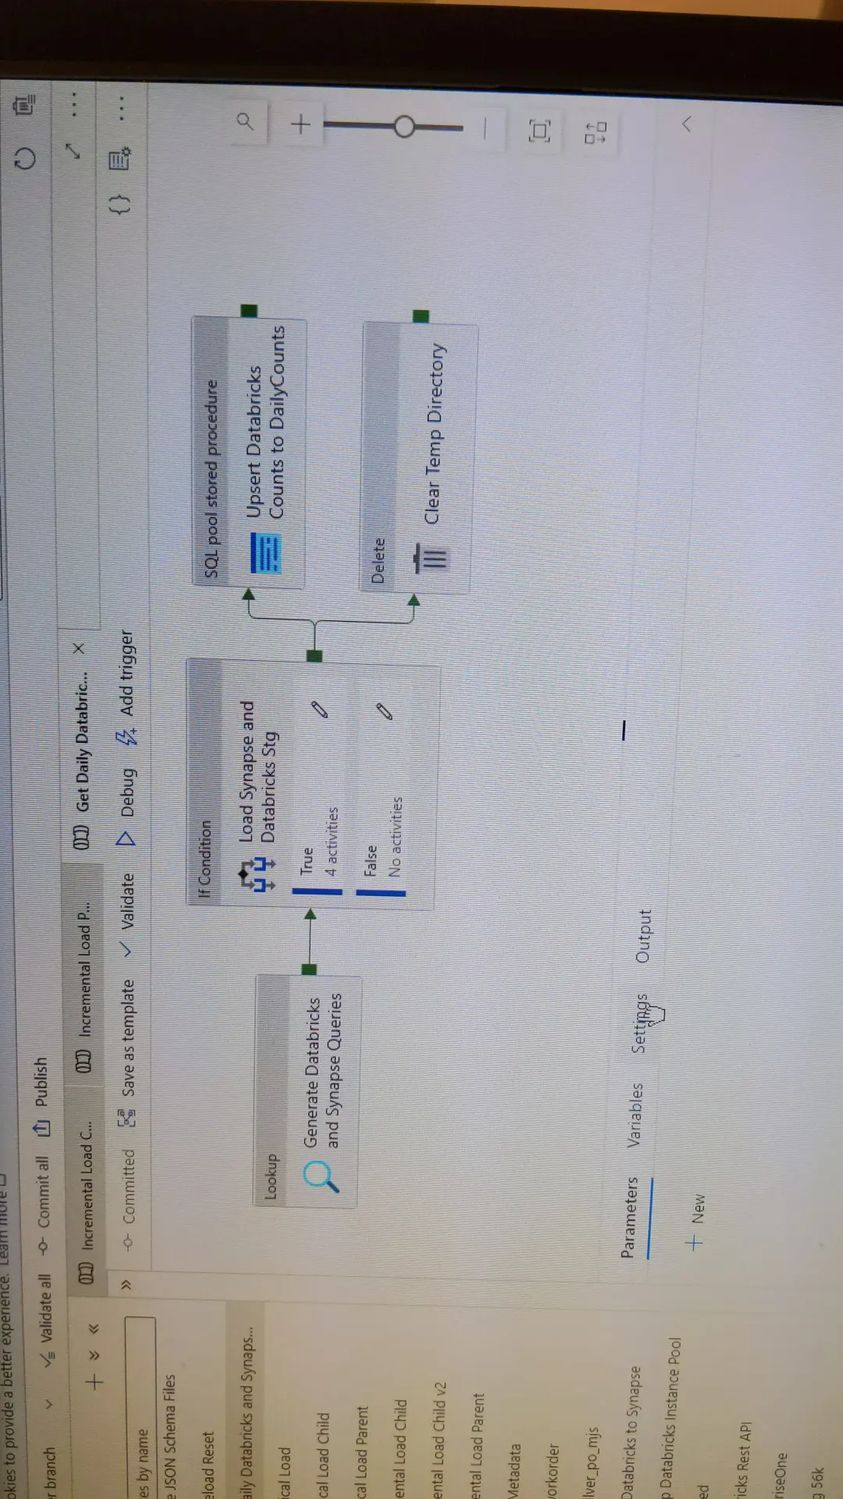 okies to provide a better experience. Learn more
r branch
Validate all
Commit all
Publish
Incremental Load C...
Incremental Load P...
Get Daily Databric...
Committed
Save as template
Validate
Debug
Add trigger
{}
es by name
e JSON Schema Files
eload Reset
aily Databricks and Synaps...
ical Load
ical Load Child
cal Load Parent
ental Load Child
ental Load Child v2
ental Load Parent
Metadata
orkorder
lver_po_mjs
Databricks to Synapse
p Databricks Instance Pool
ed
icks Rest API
riseOne
g 56k
Lookup
Generate Databricks
and Synapse Queries
If Condition
Load Synapse and
Databricks Stg
True
4 activities
False
No activities
SQL pool stored procedure
Upsert Databricks
Counts to DailyCounts
Delete
Clear Temp Directory
Parameters
Variables
Settings
Output
New